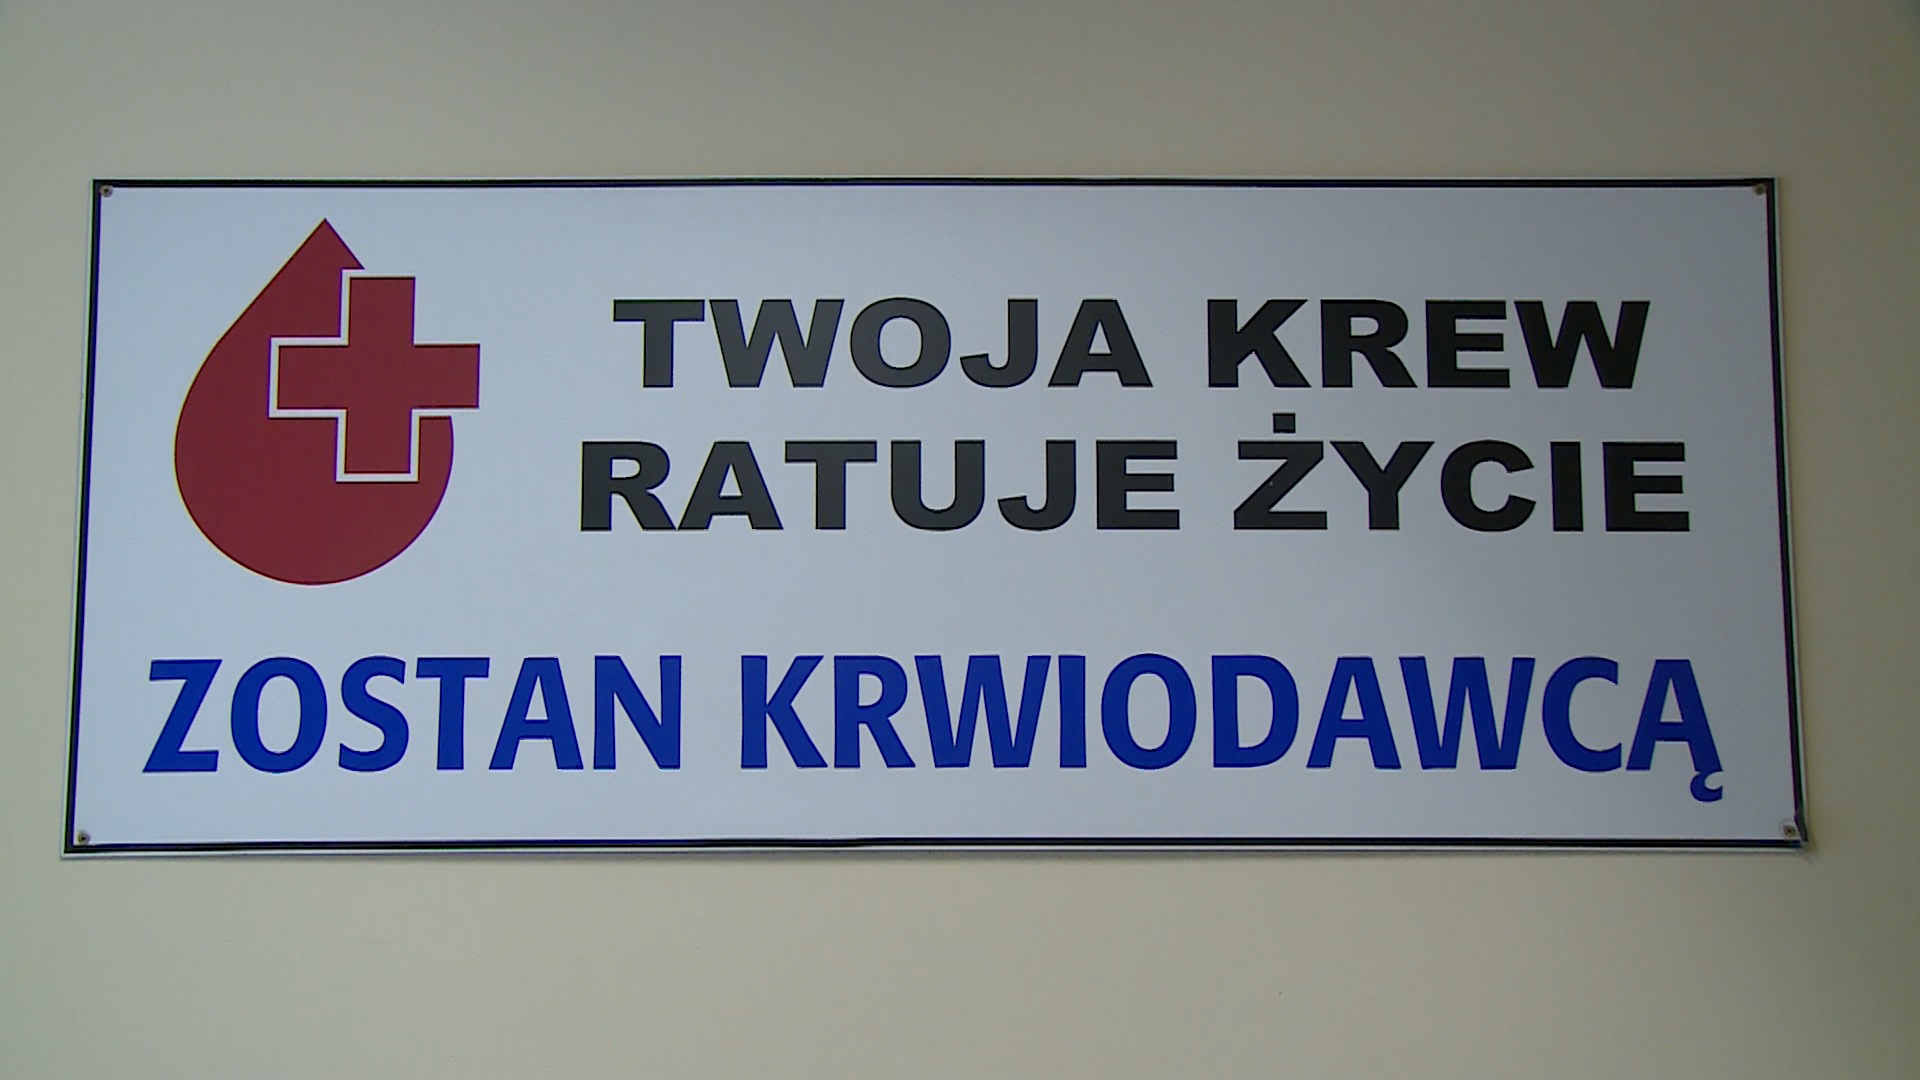 TWOJA KREW
RATUJE ŻYCIE
ZOSTAN KRWIODAWCĄ